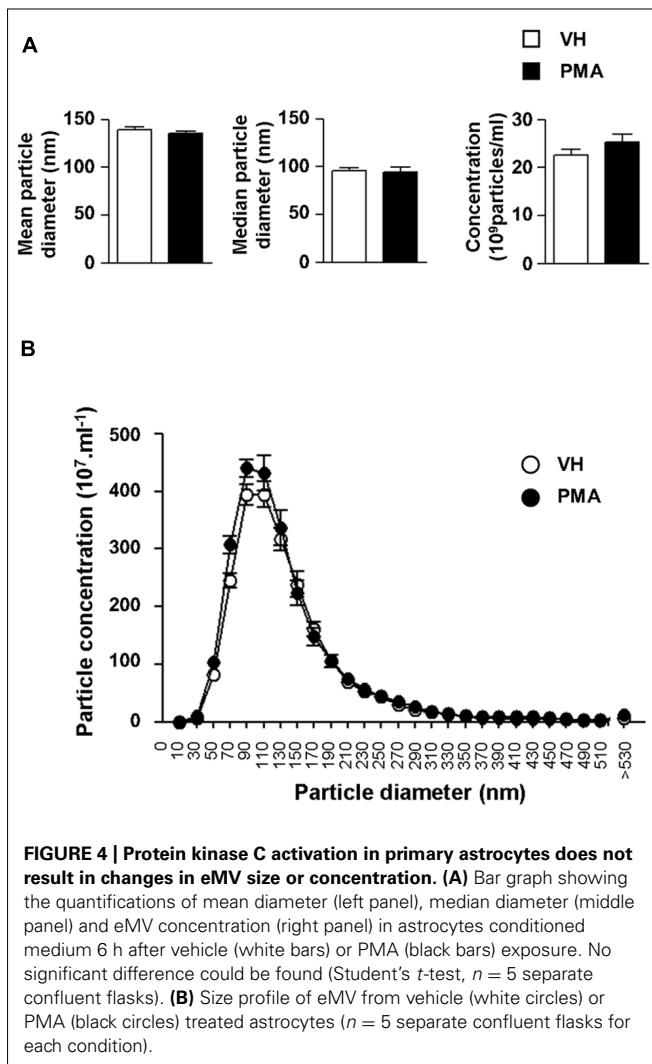 A
VH
PMA
Mean particle
diameter (nm)
150
100
50
0
Median particle
diameter (nm)
150
100
50
0
Concentration
(10⁹particles/ml)
30
20
10
0
B
Particle concentration (10⁷.ml⁻¹)
500
400
300
200
100
0
VH
PMA
0
10
30
50
70
90
110
130
150
170
190
210
230
250
270
290
310
330
350
370
390
410
430
450
470
490
510
>530
Particle diameter (nm)
FIGURE 4 | Protein kinase C activation in primary astrocytes does not
result in changes in eMV size or concentration. (A) Bar graph showing
the quantifications of mean diameter (left panel), median diameter (middle
panel) and eMV concentration (right panel) in astrocytes conditioned
medium 6 h after vehicle (white bars) or PMA (black bars) exposure. No
significant difference could be found (Student's t-test, n = 5 separate
confluent flasks). (B) Size profile of eMV from vehicle (white circles) or
PMA (black circles) treated astrocytes (n = 5 separate confluent flasks for
each condition).